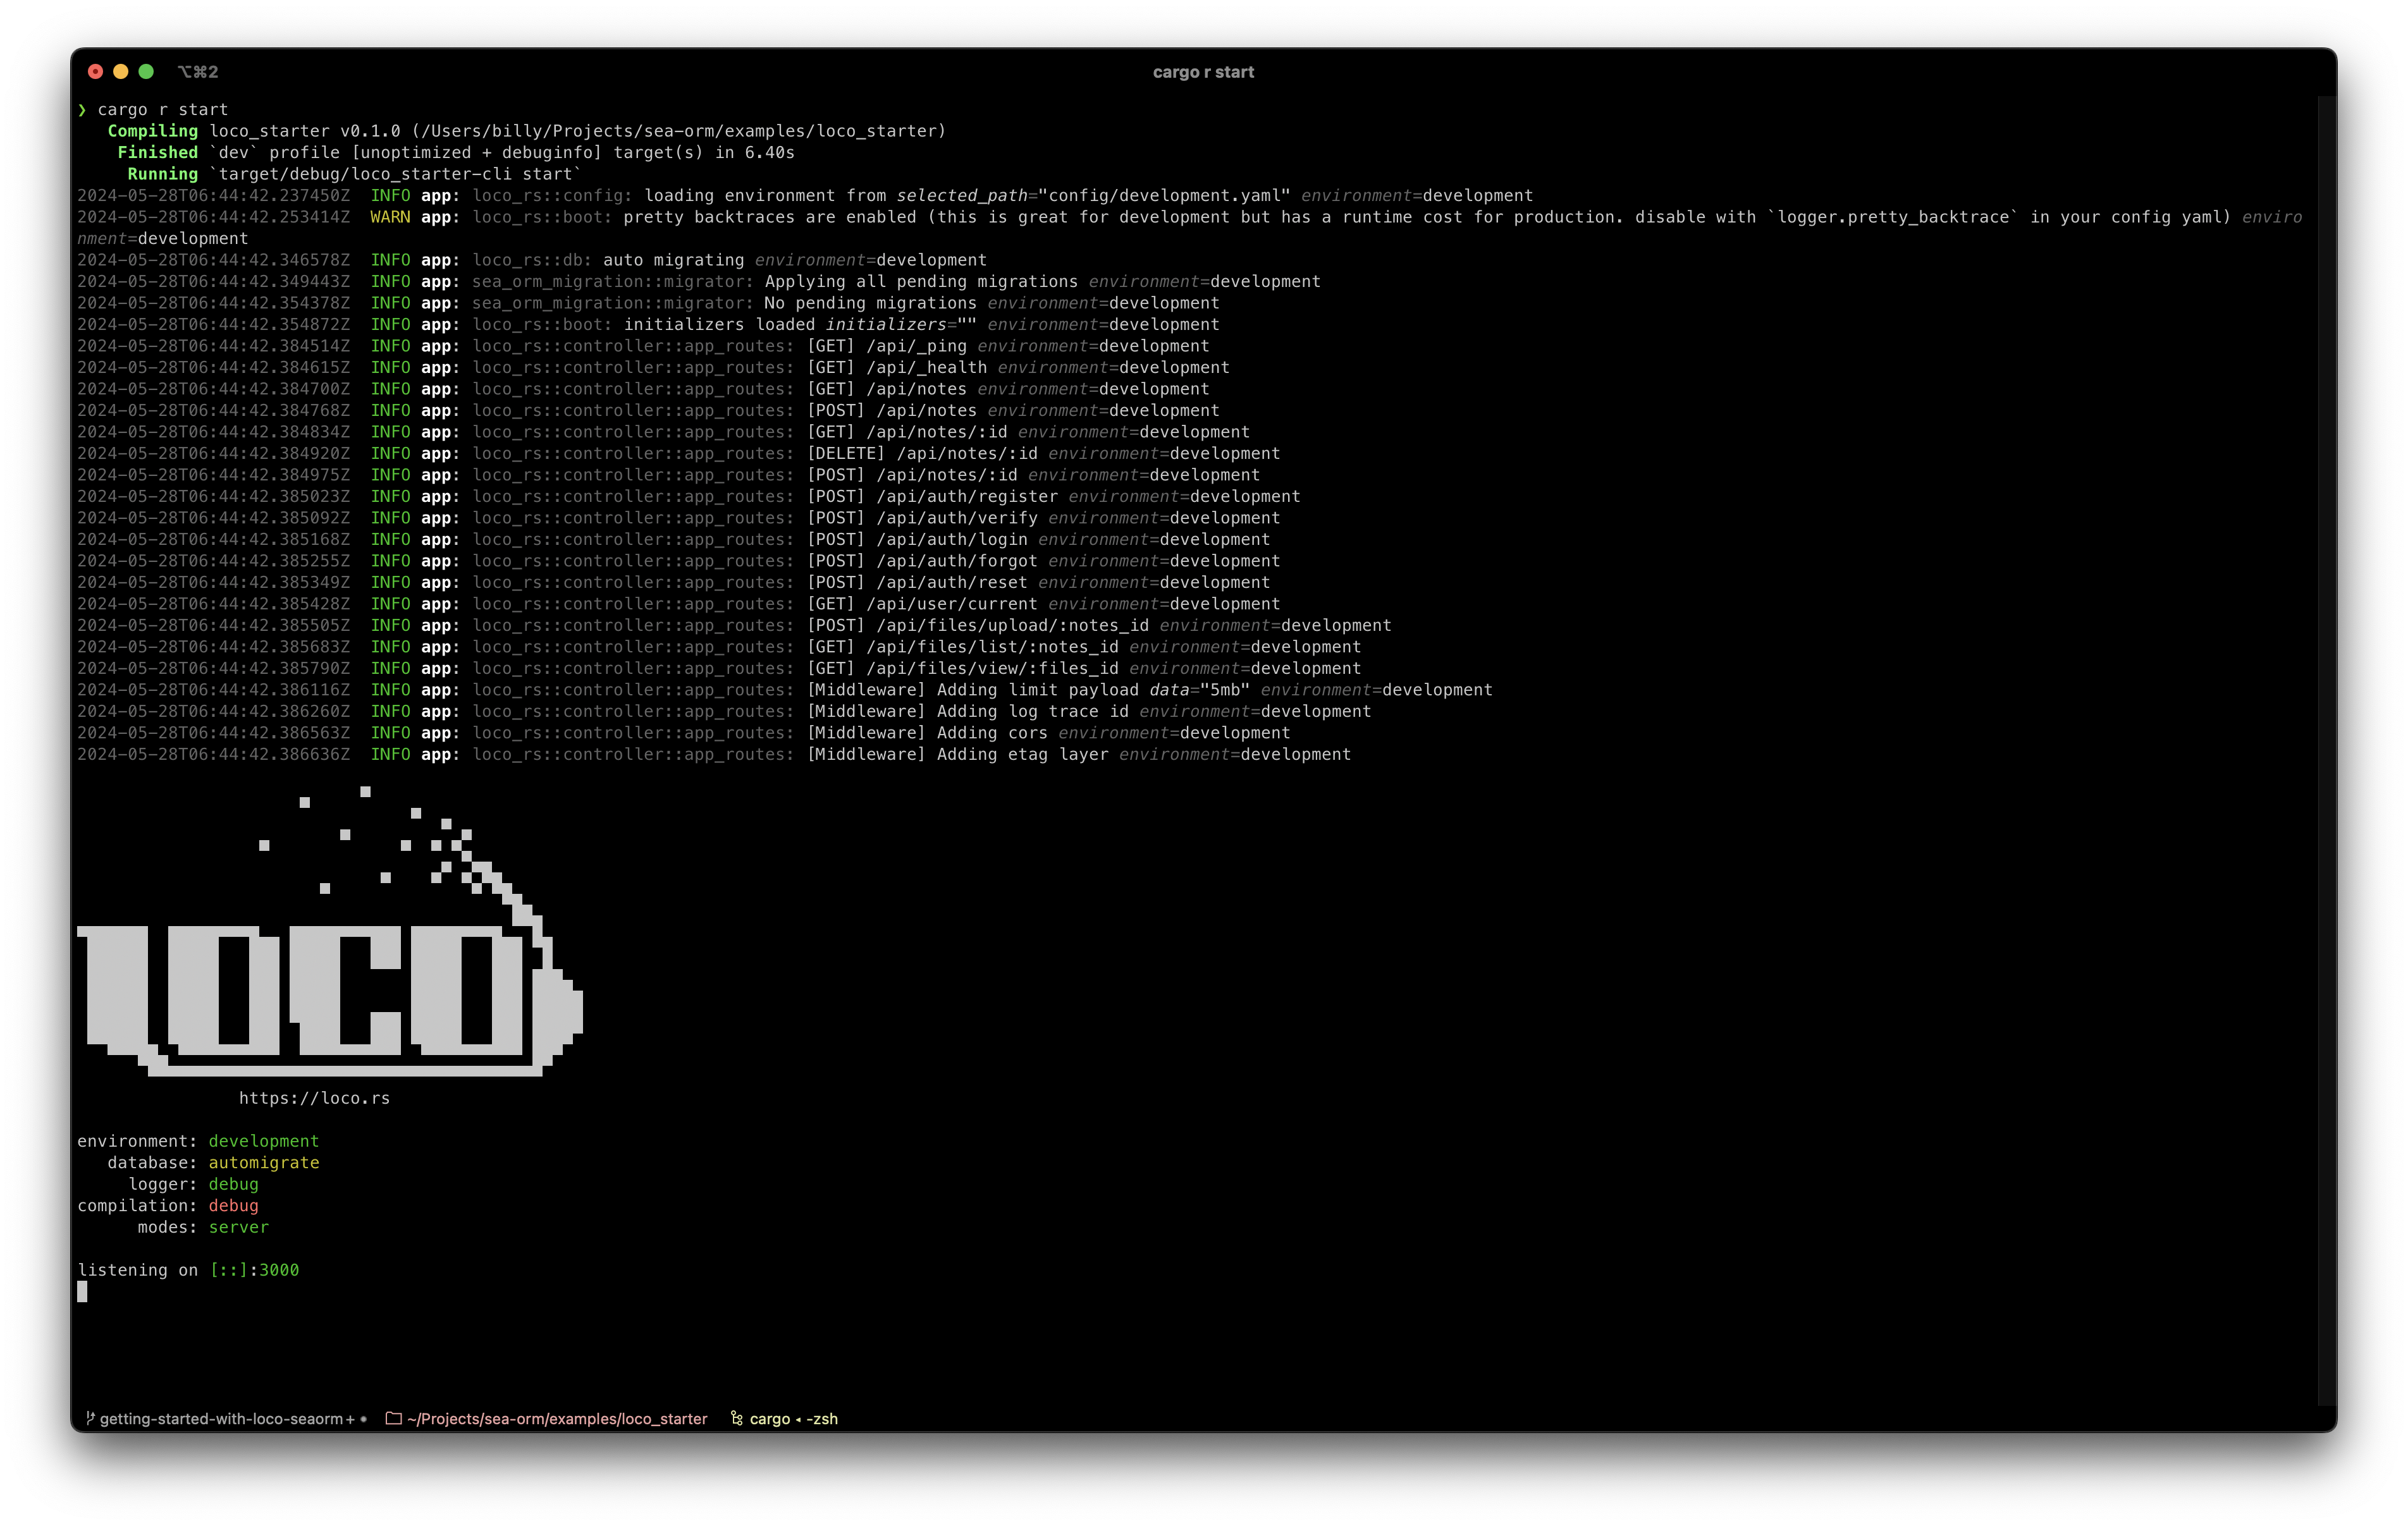 ⌥⌘2 cargo r start
❯ cargo r start
   Compiling loco_starter v0.1.0 (/Users/billy/Projects/sea-orm/examples/loco_starter)
    Finished `dev` profile [unoptimized + debuginfo] target(s) in 6.40s
     Running `target/debug/loco_starter-cli start`
2024-05-28T06:44:42.237450Z  INFO app: loco_rs::config: loading environment from selected_path="config/development.yaml" environment=development
2024-05-28T06:44:42.253414Z  WARN app: loco_rs::boot: pretty backtraces are enabled (this is great for development but has a runtime cost for production. disable with `logger.pretty_backtrace` in your config yaml) enviro
nment=development
2024-05-28T06:44:42.346578Z  INFO app: loco_rs::db: auto migrating environment=development
2024-05-28T06:44:42.349443Z  INFO app: sea_orm_migration::migrator: Applying all pending migrations environment=development
2024-05-28T06:44:42.354378Z  INFO app: sea_orm_migration::migrator: No pending migrations environment=development
2024-05-28T06:44:42.354872Z  INFO app: loco_rs::boot: initializers loaded initializers="" environment=development
2024-05-28T06:44:42.384514Z  INFO app: loco_rs::controller::app_routes: [GET] /api/_ping environment=development
2024-05-28T06:44:42.384615Z  INFO app: loco_rs::controller::app_routes: [GET] /api/_health environment=development
2024-05-28T06:44:42.384700Z  INFO app: loco_rs::controller::app_routes: [GET] /api/notes environment=development
2024-05-28T06:44:42.384768Z  INFO app: loco_rs::controller::app_routes: [POST] /api/notes environment=development
2024-05-28T06:44:42.384834Z  INFO app: loco_rs::controller::app_routes: [GET] /api/notes/:id environment=development
2024-05-28T06:44:42.384920Z  INFO app: loco_rs::controller::app_routes: [DELETE] /api/notes/:id environment=development
2024-05-28T06:44:42.384975Z  INFO app: loco_rs::controller::app_routes: [POST] /api/notes/:id environment=development
2024-05-28T06:44:42.385023Z  INFO app: loco_rs::controller::app_routes: [POST] /api/auth/register environment=development
2024-05-28T06:44:42.385092Z  INFO app: loco_rs::controller::app_routes: [POST] /api/auth/verify environment=development
2024-05-28T06:44:42.385168Z  INFO app: loco_rs::controller::app_routes: [POST] /api/auth/login environment=development
2024-05-28T06:44:42.385255Z  INFO app: loco_rs::controller::app_routes: [POST] /api/auth/forgot environment=development
2024-05-28T06:44:42.385349Z  INFO app: loco_rs::controller::app_routes: [POST] /api/auth/reset environment=development
2024-05-28T06:44:42.385428Z  INFO app: loco_rs::controller::app_routes: [GET] /api/user/current environment=development
2024-05-28T06:44:42.385505Z  INFO app: loco_rs::controller::app_routes: [POST] /api/files/upload/:notes_id environment=development
2024-05-28T06:44:42.385683Z  INFO app: loco_rs::controller::app_routes: [GET] /api/files/list/:notes_id environment=development
2024-05-28T06:44:42.385790Z  INFO app: loco_rs::controller::app_routes: [GET] /api/files/view/:files_id environment=development
2024-05-28T06:44:42.386116Z  INFO app: loco_rs::controller::app_routes: [Middleware] Adding limit payload data="5mb" environment=development
2024-05-28T06:44:42.386260Z  INFO app: loco_rs::controller::app_routes: [Middleware] Adding log trace id environment=development
2024-05-28T06:44:42.386563Z  INFO app: loco_rs::controller::app_routes: [Middleware] Adding cors environment=development
2024-05-28T06:44:42.386636Z  INFO app: loco_rs::controller::app_routes: [Middleware] Adding etag layer environment=development
LOCO
https://loco.rs
environment: development
   database: automigrate
     logger: debug
compilation: debug
      modes: server
listening on [::]:3000
getting-started-with-loco-seaorm+ ● ~/Projects/sea-orm/examples/loco_starter cargo ◂ -zsh